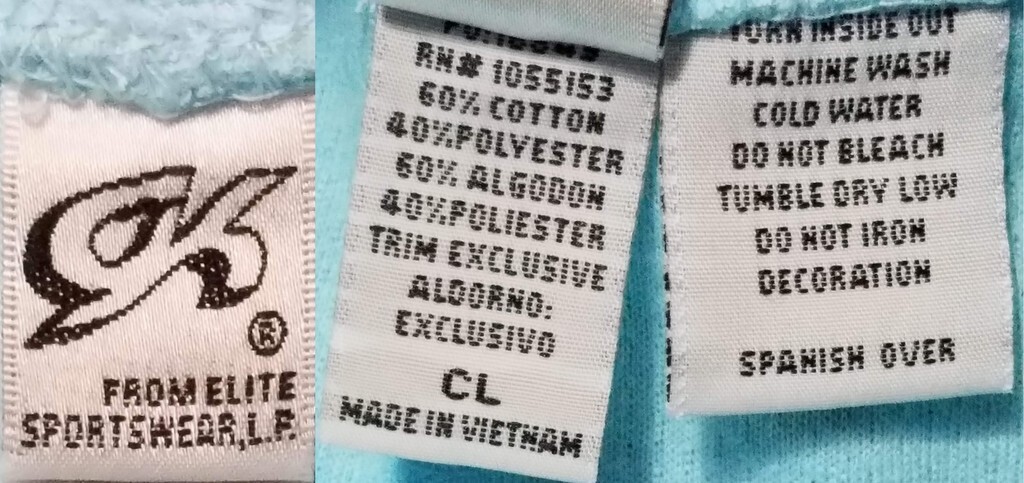 GK
®
FROM ELITE
SPORTSWEAR, L.P.
RN# 1055153
60% COTTON
40%POLYESTER
60% ALGODON
40%POLIESTER
TRIM EXCLUSIVE
ALDORNO:
EXCLUSIVO
CL
MADE IN VIETNAM
TURN INSIDE OUT
MACHINE WASH
COLD WATER
DO NOT BLEACH
TUMBLE DRY LOW
DO NOT IRON
DECORATION
SPANISH OVER